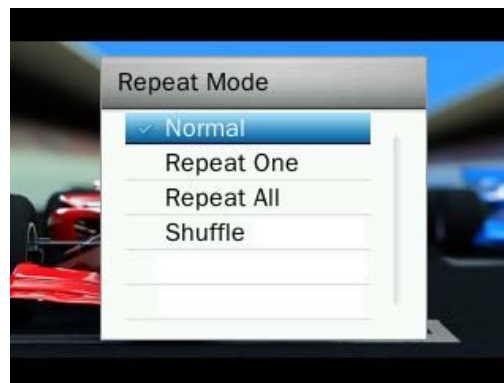 Repeat Mode
Normal
Repeat One
Repeat All
Shuffle